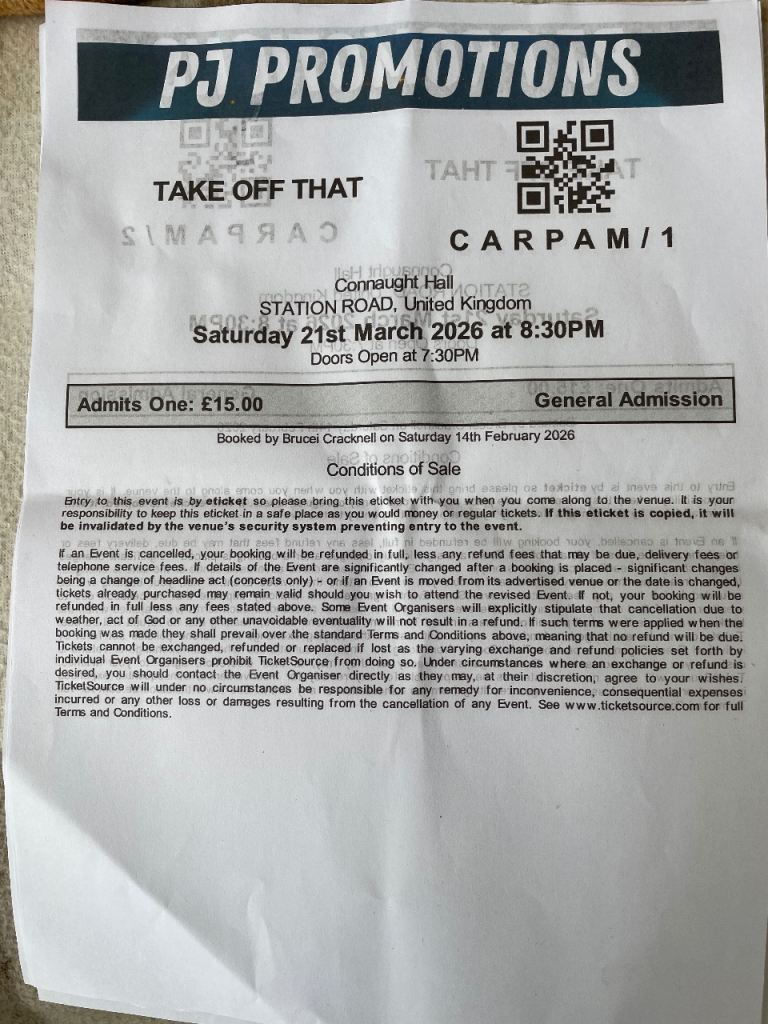 PJ PROMOTIONS
TAKE OFF THAT
CARPAM/1
CARPAM/2
Connaught Hall
STATION ROAD, United Kingdom
Saturday 21st March 2026 at 8:30PM
Doors Open at 7:30PM
Admits One: £15.00 General Admission
Booked by Brucei Cracknell on Saturday 14th February 2026
Conditions of Sale
Entry to this event is by eticket so please bring this eticket with you when you come along to the venue. It is your
responsibility to keep this eticket in a safe place as you would money or regular tickets. If this eticket is copied, it will
be invalidated by the venue's security system preventing entry to the event.
If an Event is cancelled, your booking will be refunded in full, less any refund fees that may be due, delivery fees or
telephone service fees. If details of the Event are significantly changed after a booking is placed - significant changes
being a change of headline act (concerts only) - or if an Event is moved from its advertised venue or the date is changed,
tickets already purchased may remain valid should you wish to attend the revised Event. If not, your booking will be
refunded in full less any fees stated above. Some Event Organisers will explicitly stipulate that cancellation due to
weather, act of God or any other unavoidable eventuality will not result in a refund. If such terms were applied when the
booking was made they shall prevail over the standard Terms and Conditions above, meaning that no refund will be due.
Tickets cannot be exchanged, refunded or replaced if lost as the varying exchange and refund policies set forth by
individual Event Organisers prohibit TicketSource from doing so. Under circumstances where an exchange or refund is
desired, you should contact the Event Organiser directly as they may, at their discretion, agree to your wishes.
TicketSource will under no circumstances be responsible for any remedy for inconvenience, consequential expenses
incurred or any other loss or damages resulting from the cancellation of any Event. See www.ticketsource.com for full
Terms and Conditions.